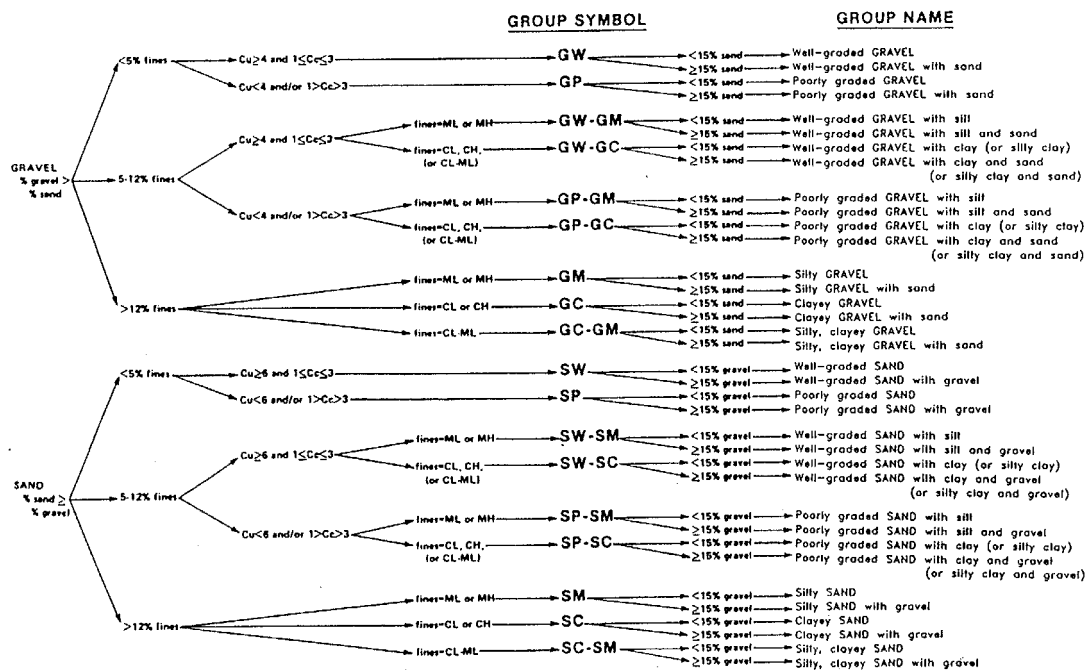 GROUP SYMBOL GROUP NAME
<5% fines Cu≥4 and 1≤Cc≤3 GW <15% sand Well-graded GRAVEL
≥15% sand Well-graded GRAVEL with sand
Cu<4 and/or 1>Cc>3 GP <15% sand Poorly graded GRAVEL
≥15% sand Poorly graded GRAVEL with sand
GRAVEL
% gravel >
% sand
5-12% fines Cu≥4 and 1≤Cc≤3 fines=ML or MH GW-GM <15% sand Well-graded GRAVEL with silt
≥15% sand Well-graded GRAVEL with silt and sand
fines=CL, CH, GW-GC <15% sand Well-graded GRAVEL with clay (or silty clay)
(or CL-ML) ≥15% sand Well-graded GRAVEL with clay and sand
(or silty clay and sand)
Cu<4 and/or 1>Cc>3 fines=ML or MH GP-GM <15% sand Poorly graded GRAVEL with silt
≥15% sand Poorly graded GRAVEL with silt and sand
fines=CL, CH, GP-GC <15% sand Poorly graded GRAVEL with clay (or silty clay)
(or CL-ML) ≥15% sand Poorly graded GRAVEL with clay and sand
(or silty clay and sand)
>12% fines fines=ML or MH GM <15% sand Silty GRAVEL
≥15% sand Silty GRAVEL with sand
fines=CL or CH GC <15% sand Clayey GRAVEL
≥15% sand Clayey GRAVEL with sand
fines=CL-ML GC-GM <15% sand Silty, clayey GRAVEL
≥15% sand Silty, clayey GRAVEL with sand
<5% fines Cu≥6 and 1≤Cc≤3 SW <15% gravel Well-graded SAND
≥15% gravel Well-graded SAND with gravel
Cu<6 and/or 1>Cc>3 SP <15% gravel Poorly graded SAND
≥15% gravel Poorly graded SAND with gravel
SAND
% sand ≥
% gravel
5-12% fines Cu≥6 and 1≤Cc≤3 fines=ML or MH SW-SM <15% gravel Well-graded SAND with silt
≥15% gravel Well-graded SAND with silt and gravel
fines=CL, CH, SW-SC <15% gravel Well-graded SAND with clay (or silty clay)
(or CL-ML) ≥15% gravel Well-graded SAND with clay and gravel
(or silty clay and gravel)
Cu<6 and/or 1>Cc>3 fines=ML or MH SP-SM <15% gravel Poorly graded SAND with silt
≥15% gravel Poorly graded SAND with silt and gravel
fines=CL, CH, SP-SC <15% gravel Poorly graded SAND with clay (or silty clay)
(or CL-ML) ≥15% gravel Poorly graded SAND with clay and gravel
(or silty clay and gravel)
>12% fines fines=ML or MH SM <15% gravel Silty SAND
≥15% gravel Silty SAND with gravel
fines=CL or CH SC <15% gravel Clayey SAND
≥15% gravel Clayey SAND with gravel
fines=CL-ML SC-SM <15% gravel Silty, clayey SAND
≥15% gravel Silty, clayey SAND with gravel